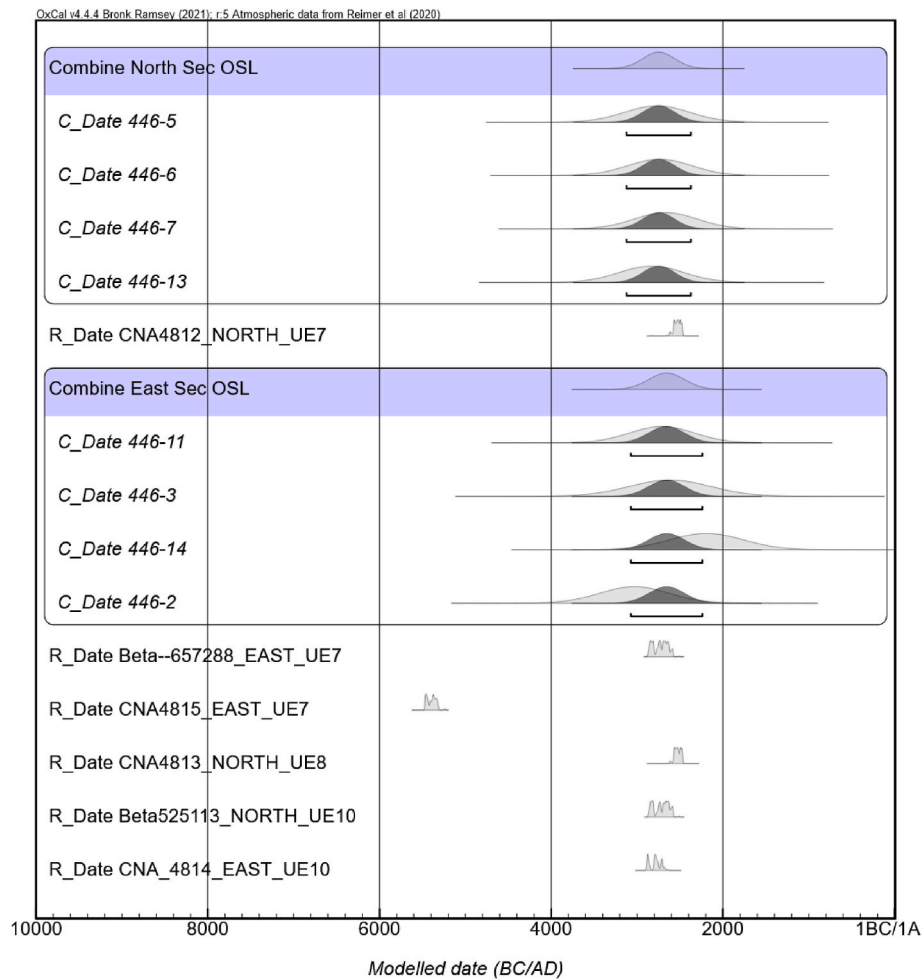 OxCal v4.4.4 Bronk Ramsey (2021); r:5 Atmospheric data from Reimer et al (2020)
Combine North Sec OSL
C_Date 446-5
C_Date 446-6
C_Date 446-7
C_Date 446-13
R_Date CNA4812_NORTH_UE7
Combine East Sec OSL
C_Date 446-11
C_Date 446-3
C_Date 446-14
C_Date 446-2
R_Date Beta--657288_EAST_UE7
R_Date CNA4815_EAST_UE7
R_Date CNA4813_NORTH_UE8
R_Date Beta525113_NORTH_UE10
R_Date CNA_4814_EAST_UE10
10000 8000 6000 4000 2000 1BC/1A
Modelled date (BC/AD)